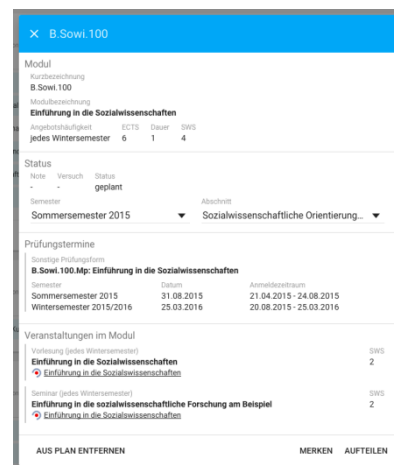 × B.Sowi.100
Modul
Kurzbezeichnung
B.Sowi.100
Modulbezeichnung
Einführung in die Sozialwissenschaften
Angebotshäufigkeit ECTS Dauer SWS
jedes Wintersemester 6 1 4
Status
Note Versuch Status
- - geplant
Semester Abschnitt
Sommersemester 2015 Sozialwissenschaftliche Orientierung...
Prüfungstermine
Sonstige Prüfungsform
B.Sowi.100.Mp: Einführung in die Sozialwissenschaften
Semester Datum Anmeldezeitraum
Sommersemester 2015 31.08.2015 21.04.2015 - 24.08.2015
Wintersemester 2015/2016 25.03.2016 20.08.2015 - 25.03.2016
Veranstaltungen im Modul
Vorlesung (jedes Wintersemester) SWS
Einführung in die Sozialwissenschaften 2
Einführung in die Sozialswissenschaften
Seminar (jedes Wintersemester) SWS
Einführung in die sozialwissenschaftliche Forschung am Beispiel 2
Einführung in die Sozialswissenschaften
AUS PLAN ENTFERNEN MERKEN AUFTEILEN